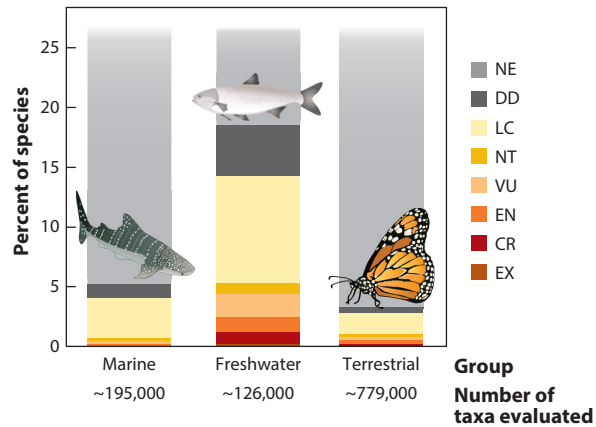 Percent of species
25
20
15
10
5
0
NE
DD
LC
NT
VU
EN
CR
EX
Marine Freshwater Terrestrial Group
~195,000 ~126,000 ~779,000 Number of
taxa evaluated